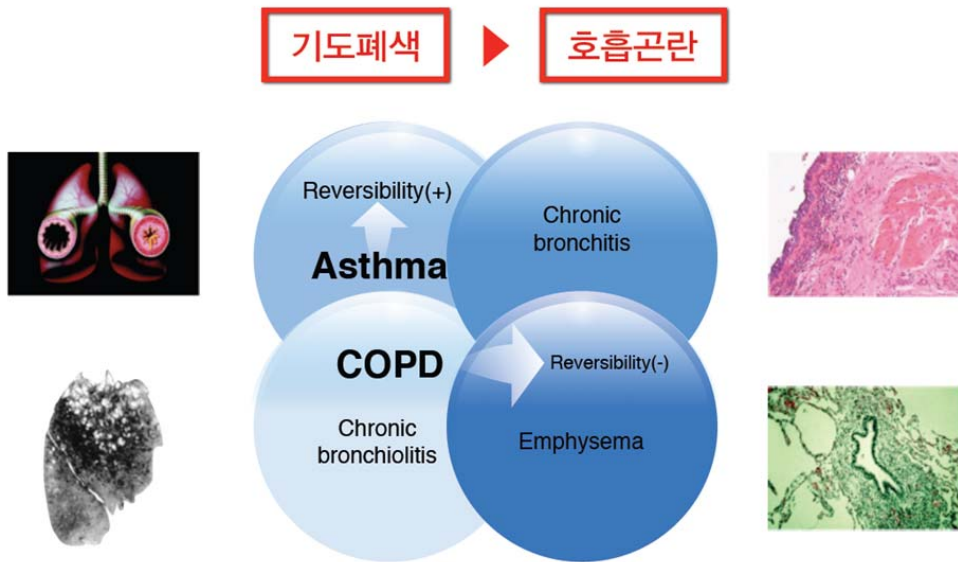 기도폐색
호흡곤란
Reversibility(+)
Asthma
Chronic
bronchitis
COPD
Reversibility(-)
Chronic
bronchiolitis
Emphysema